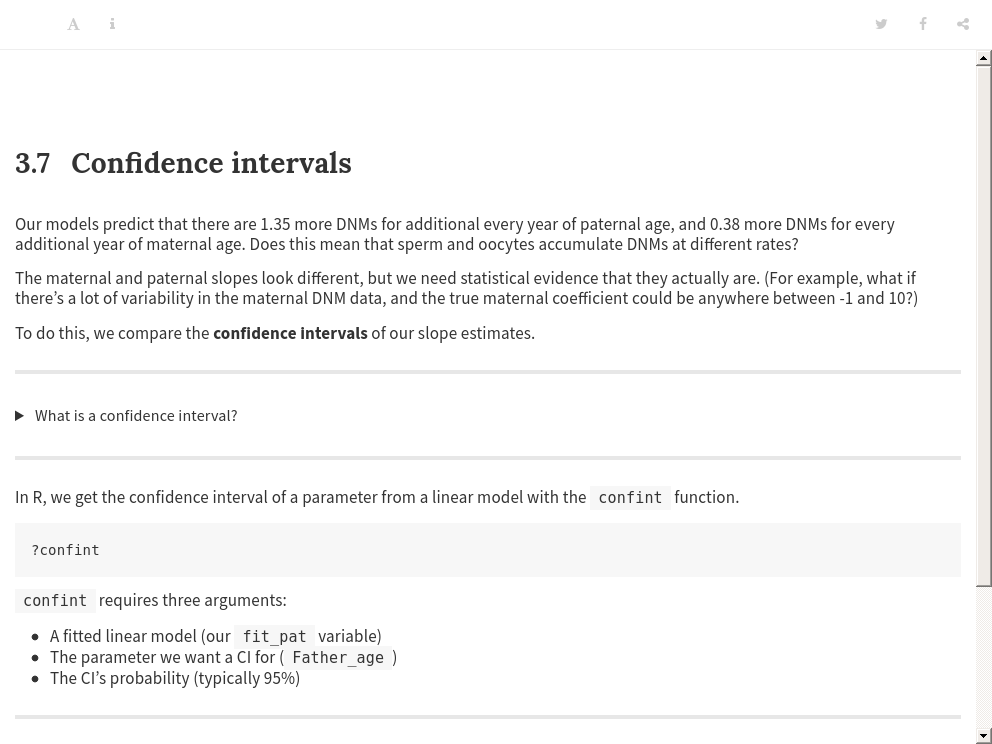 3.7 Confidence intervals
Our models predict that there are 1.35 more DNMs for additional every year of paternal age, and 0.38 more DNMs for every
additional year of maternal age. Does this mean that sperm and oocytes accumulate DNMs at different rates?
The maternal and paternal slopes look different, but we need statistical evidence that they actually are. (For example, what if
there’s a lot of variability in the maternal DNM data, and the true maternal coefficient could be anywhere between -1 and 10?)
To do this, we compare the confidence intervals of our slope estimates.
What is a confidence interval?
In R, we get the confidence interval of a parameter from a linear model with the confint function.
?confint
confint requires three arguments:
A fitted linear model (our fit_pat variable)
The parameter we want a CI for ( Father_age )
The CI’s probability (typically 95%)